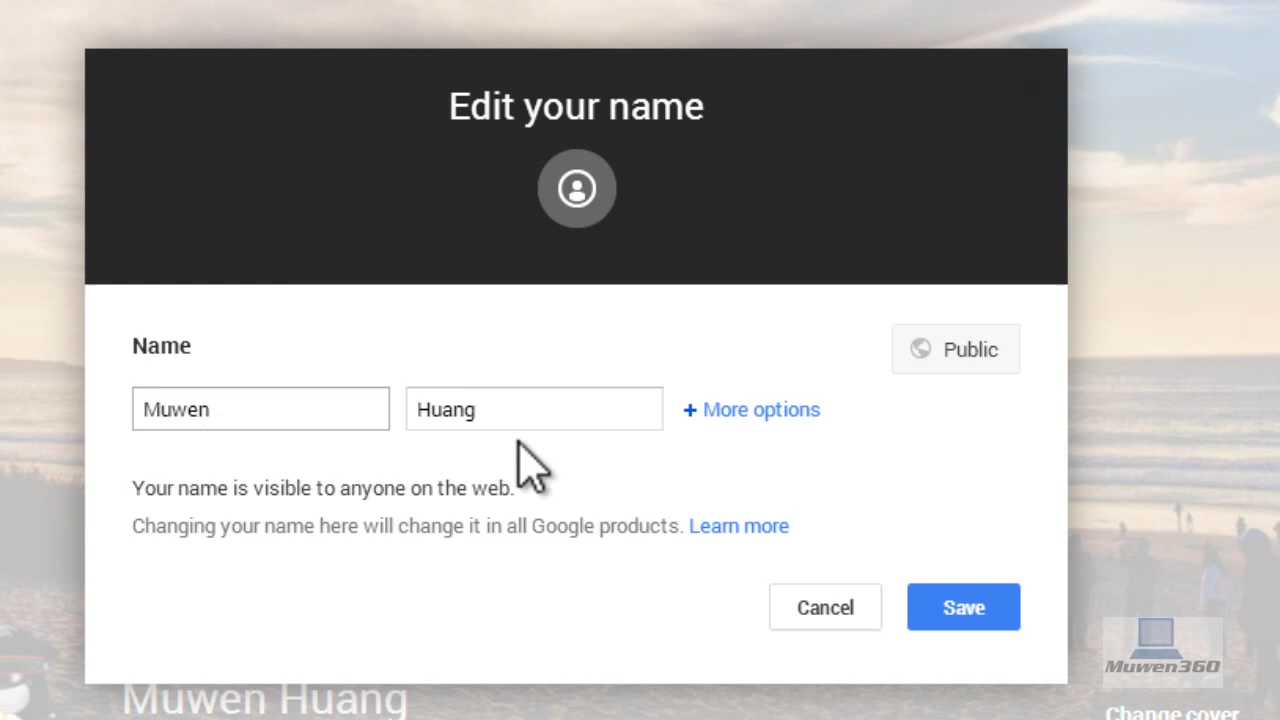 Edit your name
Name
Public
Muwen
Huang
+ More options
Your name is visible to anyone on the web.
Changing your name here will change it in all Google products. Learn more
Cancel
Save
Muwen360
Muwen Huang
Change cover